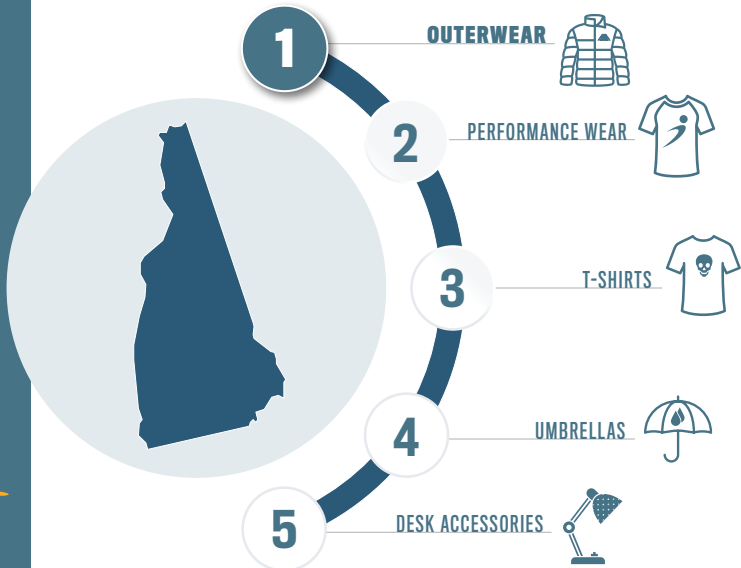 1
OUTERWEAR
2
PERFORMANCE WEAR
3
T-SHIRTS
4
UMBRELLAS
5
DESK ACCESSORIES